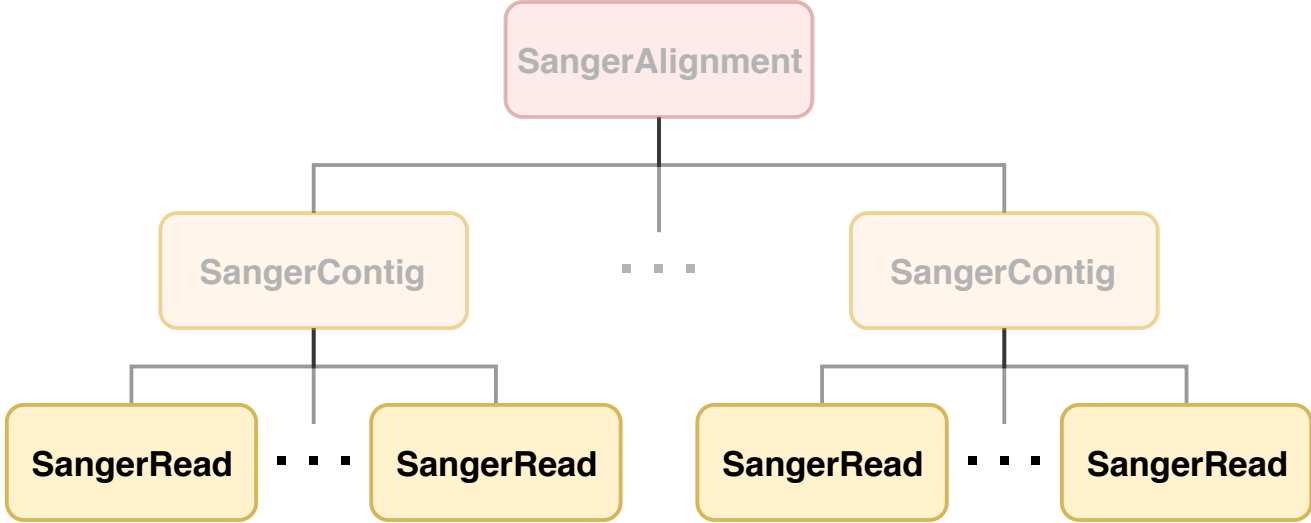 SangerAlignment
SangerContig . . . SangerContig
SangerRead . . . SangerRead SangerRead . . . SangerRead